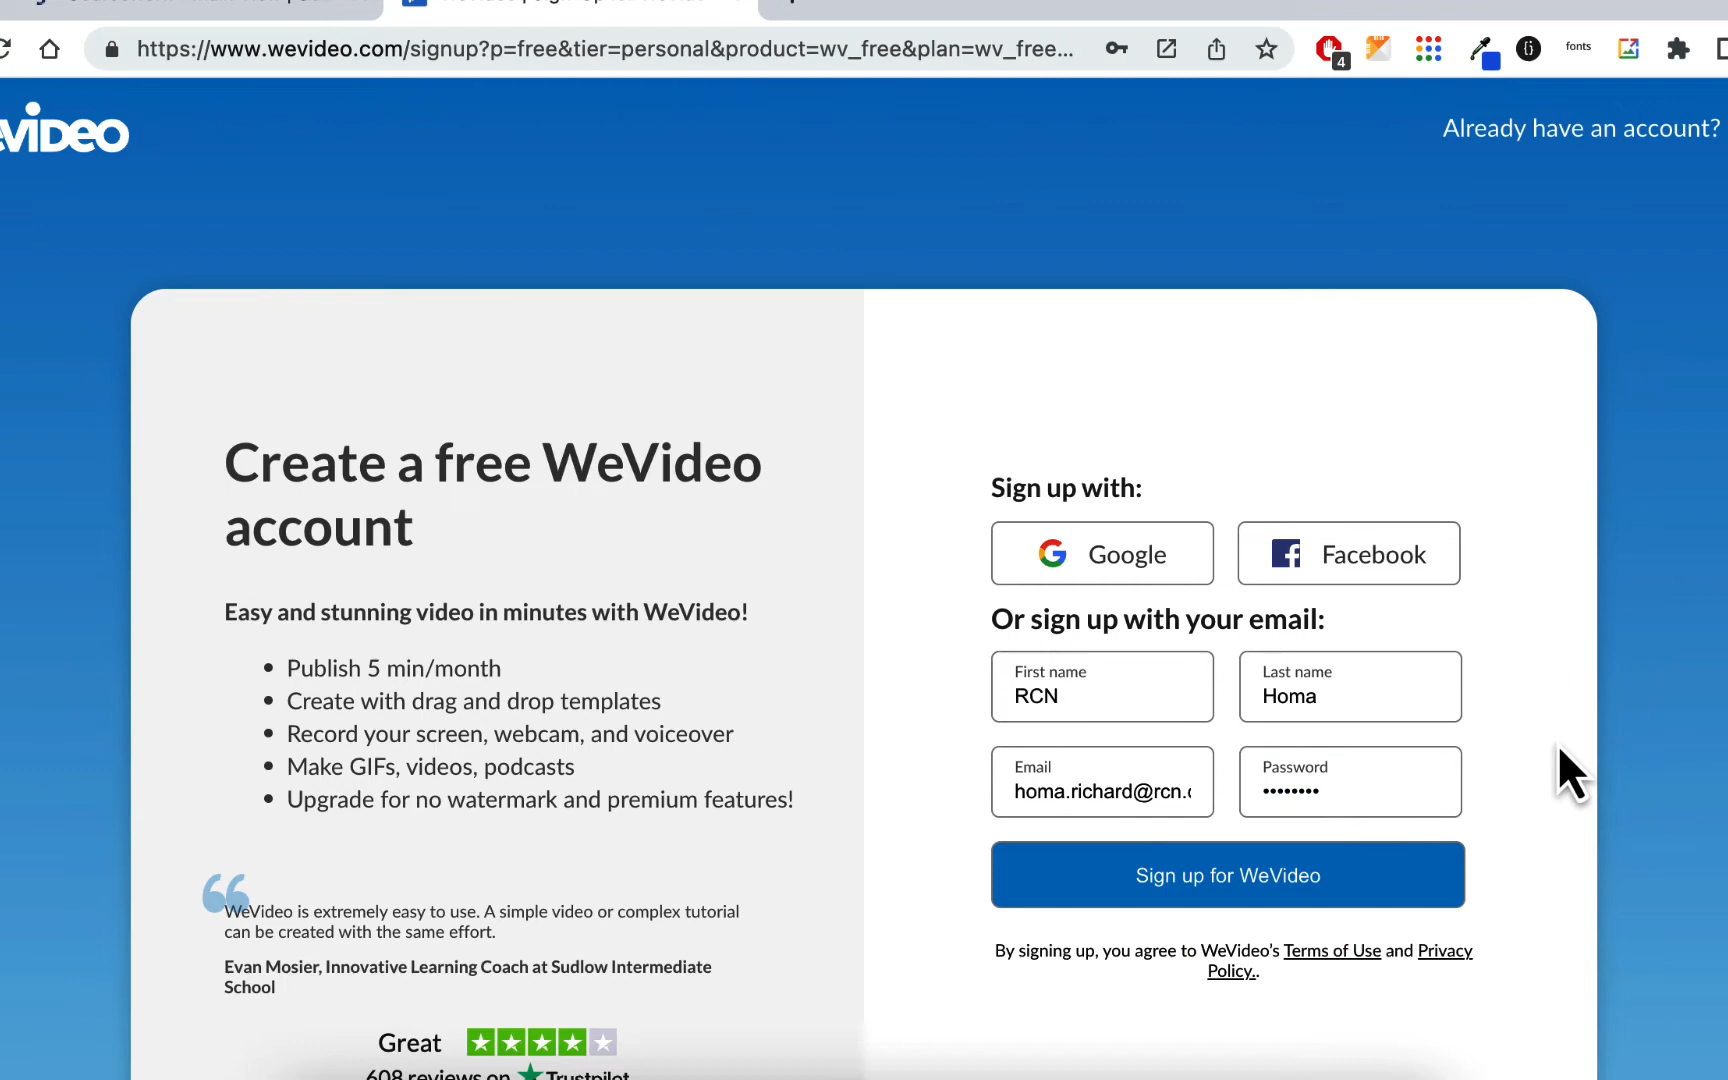 https://www.wevideo.com/signup?p=free&tier=personal&product=wv_free&plan=wv_free...
4
fonts
video
Already have an account?
Create a free WeVideo
account
Easy and stunning video in minutes with WeVideo!
• Publish 5 min/month
• Create with drag and drop templates
• Record your screen, webcam, and voiceover
• Make GIFs, videos, podcasts
• Upgrade for no watermark and premium features!
WeVideo is extremely easy to use. A simple video or complex tutorial
can be created with the same effort.
Evan Mosier, Innovative Learning Coach at Sudlow Intermediate
School
Great
608 reviews on Trustpilot
Sign up with:
Google
Facebook
Or sign up with your email:
First name
RCN
Last name
Homa
Email
homa.richard@rcn.c
Password
••••••••
Sign up for WeVideo
By signing up, you agree to WeVideo's Terms of Use and Privacy
Policy..